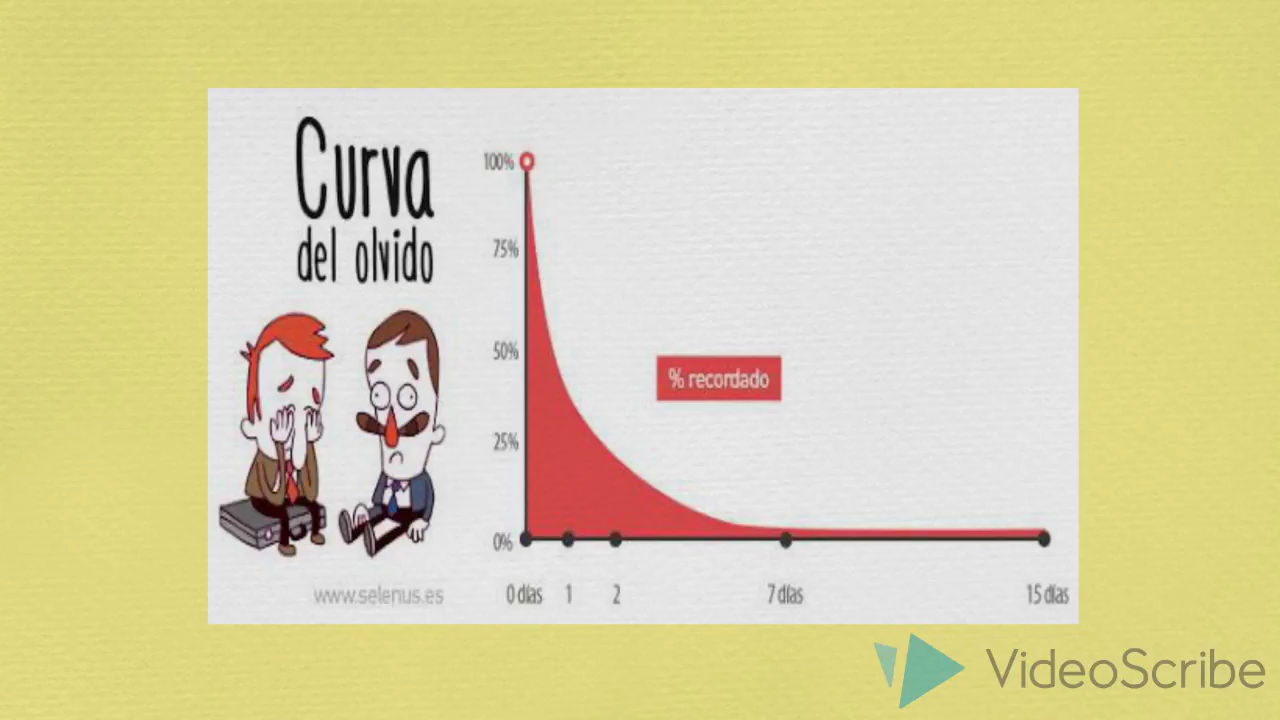 Curva
del olvido
100%
75%
50%
25%
0%
% recordado
0 días 1 2 7 días 15 días
www.selenus.es
VideoScribe